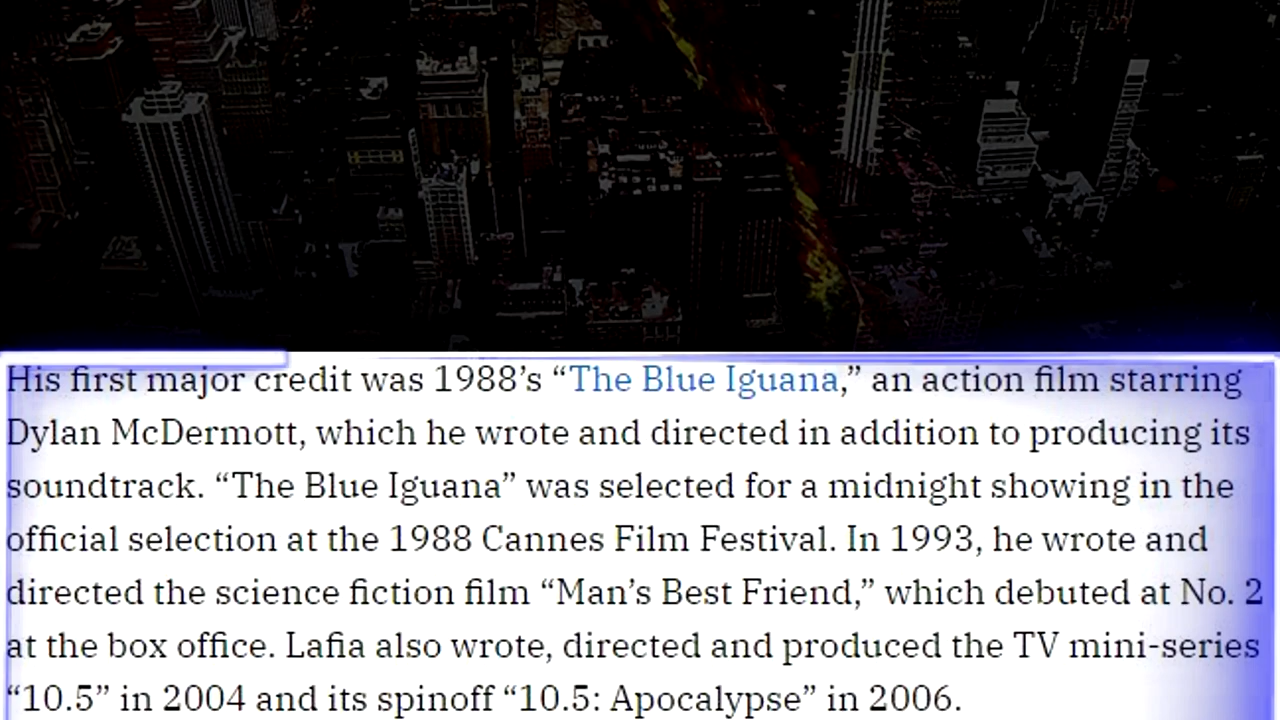 His first major credit was 1988’s “The Blue Iguana,” an action film starring
Dylan McDermott, which he wrote and directed in addition to producing its
soundtrack. “The Blue Iguana” was selected for a midnight showing in the
official selection at the 1988 Cannes Film Festival. In 1993, he wrote and
directed the science fiction film “Man’s Best Friend,” which debuted at No. 2
at the box office. Lafia also wrote, directed and produced the TV mini-series
“10.5” in 2004 and its spinoff “10.5: Apocalypse” in 2006.